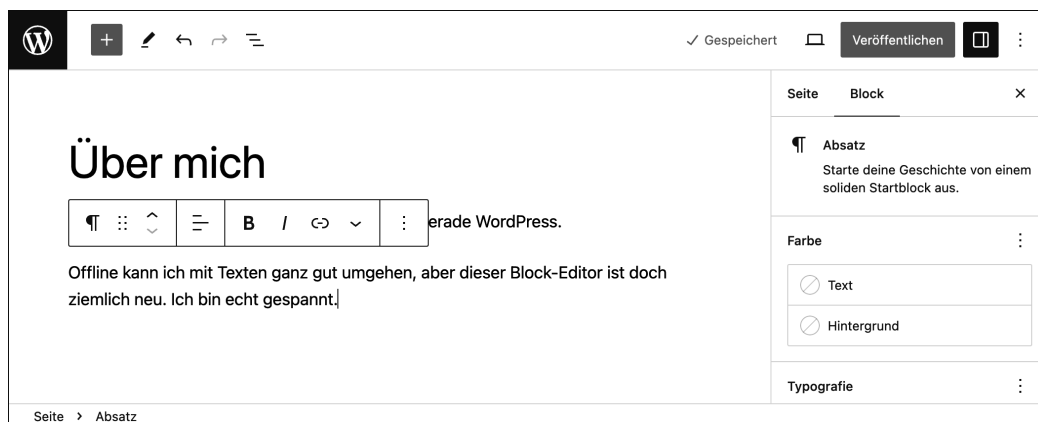 Gespeichert
Veröffentlichen
Seite Block
Absatz
Starte deine Geschichte von einem
soliden Startblock aus.
Farbe
Text
Hintergrund
Typografie
Über mich
B I
erade WordPress.
Offline kann ich mit Texten ganz gut umgehen, aber dieser Block-Editor ist doch
ziemlich neu. Ich bin echt gespannt.
Seite > Absatz